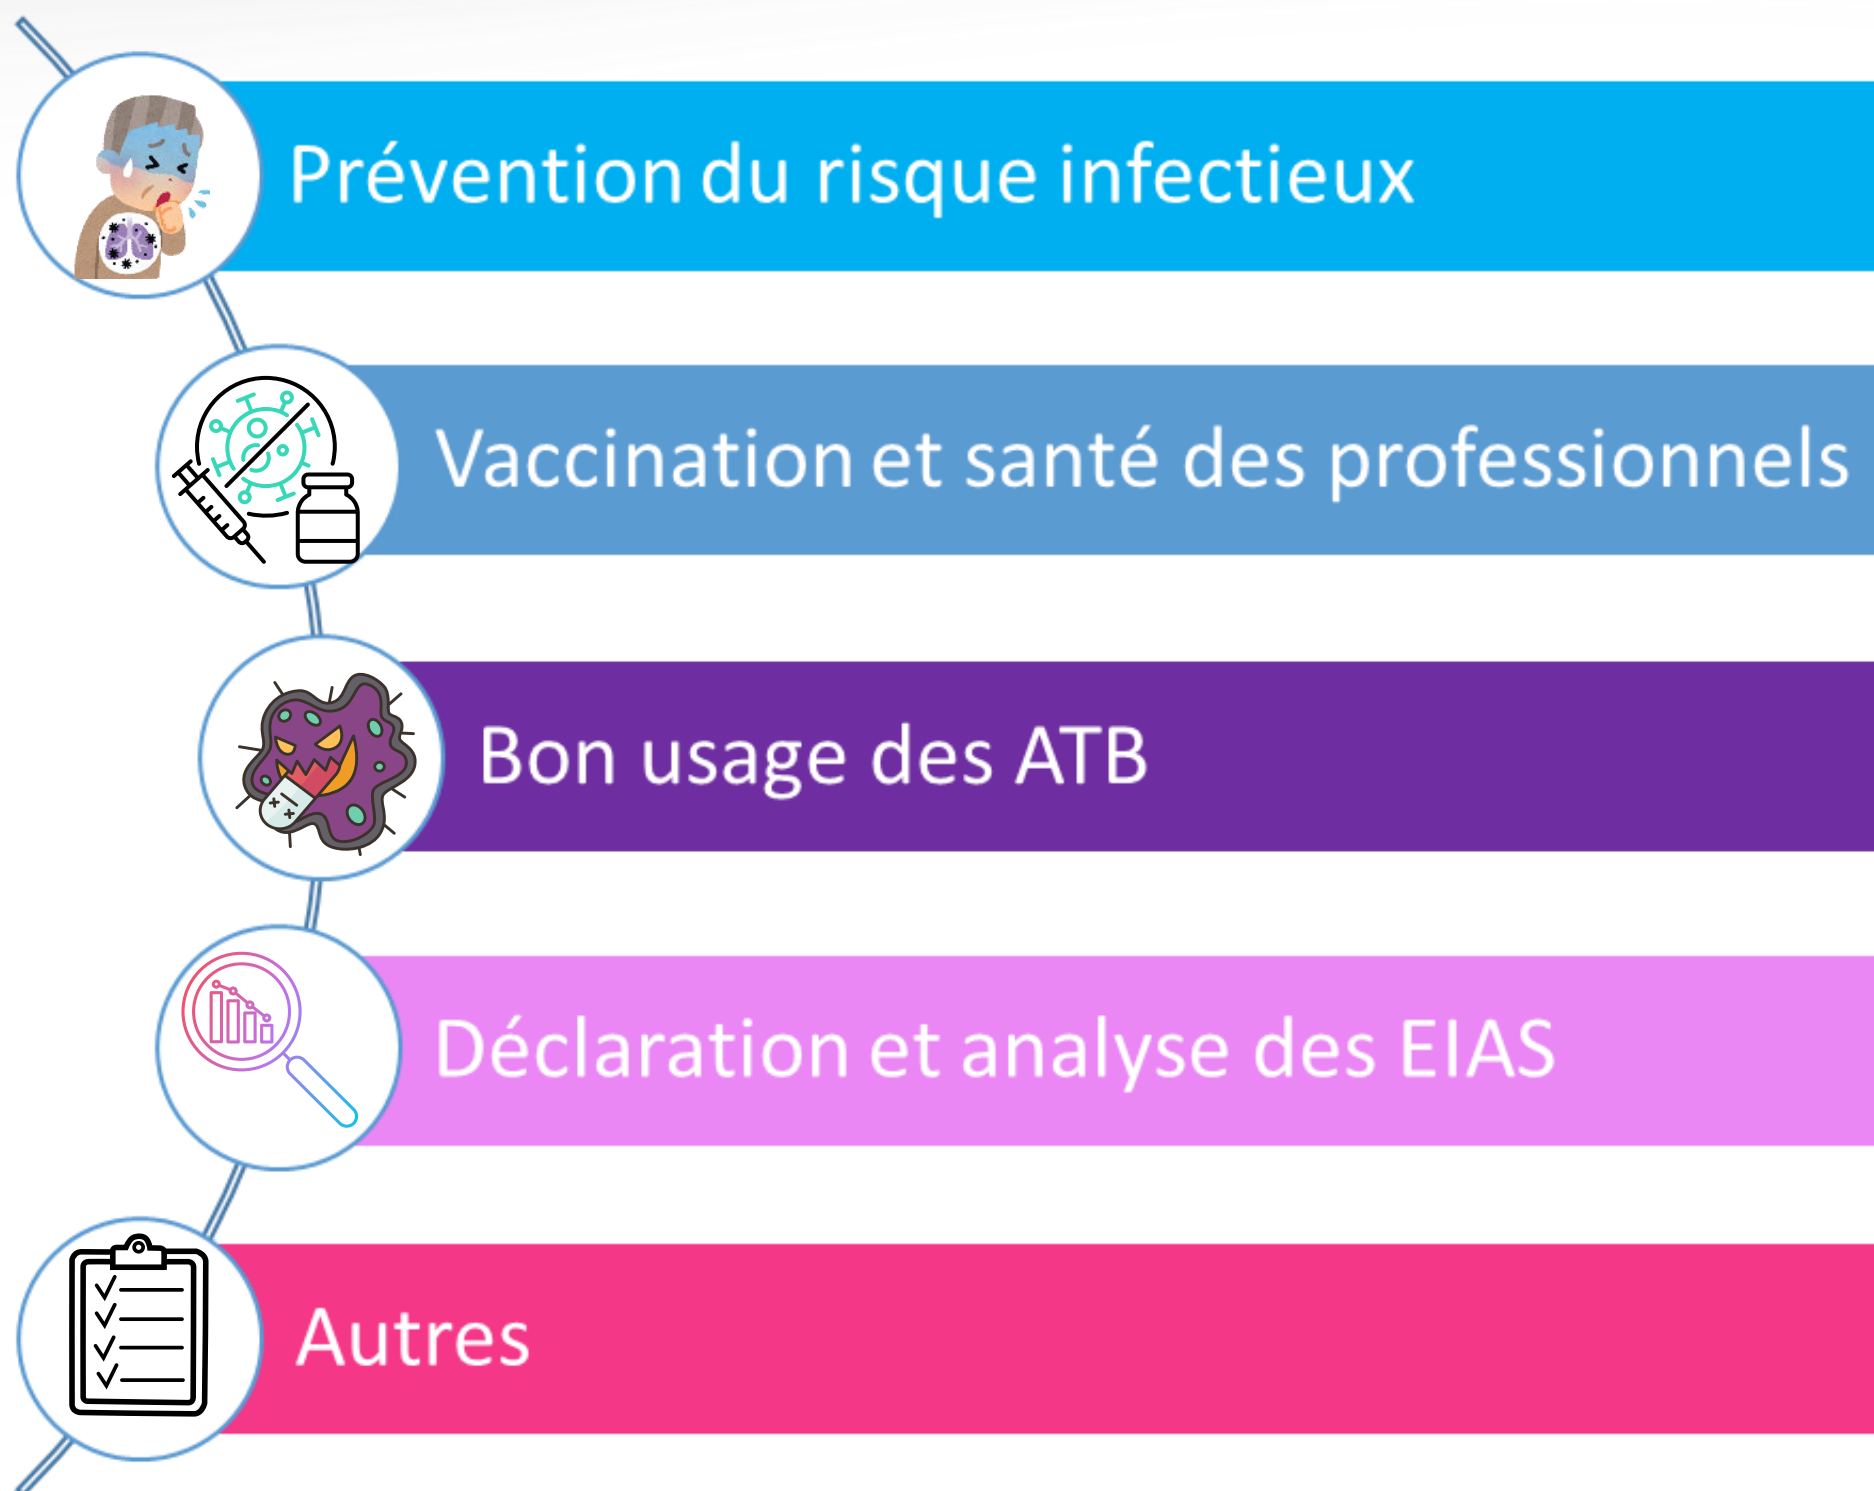 Prévention du risque infectieux
Vaccination et santé des professionnels
Bon usage des ATB
Déclaration et analyse des EIAS
Autres